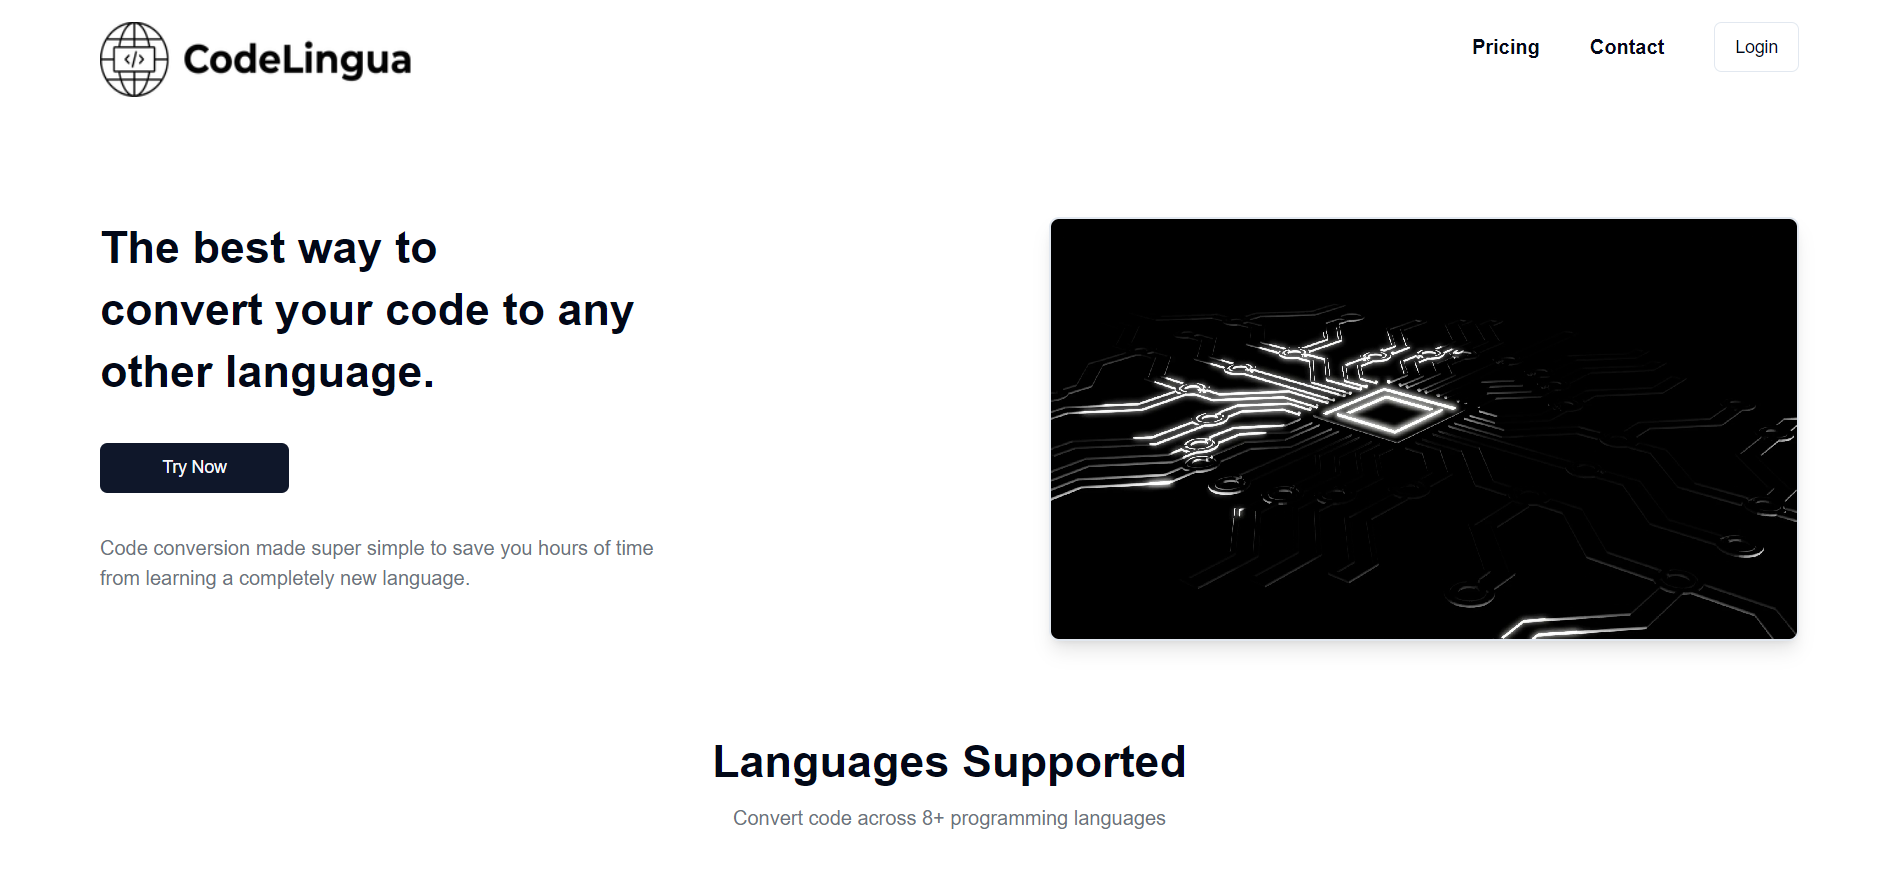 </>
CodeLingua
Pricing
Contact
Login
The best way to
convert your code to any
other language.
Try Now
Code conversion made super simple to save you hours of time
from learning a completely new language.
Languages Supported
Convert code across 8+ programming languages